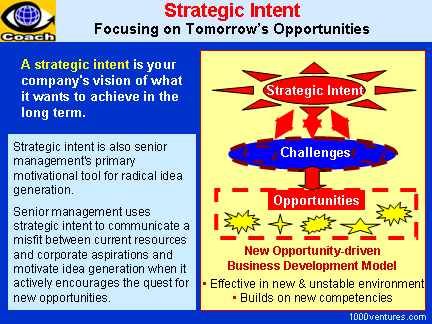 Strategic Intent
Focusing on Tomorrow's Opportunities
Coach
A strategic intent is your
company's vision of what
it wants to achieve in the
long term.
Strategic intent is also senior
management's primary
motivational tool for radical idea
generation.
Senior management uses
strategic intent to communicate a
misfit between current resources
and corporate aspirations and
motivate idea generation when it
actively encourages the quest for
new opportunities.
Strategic Intent
Challenges
Opportunities
New Opportunity-driven
Business Development Model
• Effective in new & unstable environment
• Builds on new competencies
1000ventures.com